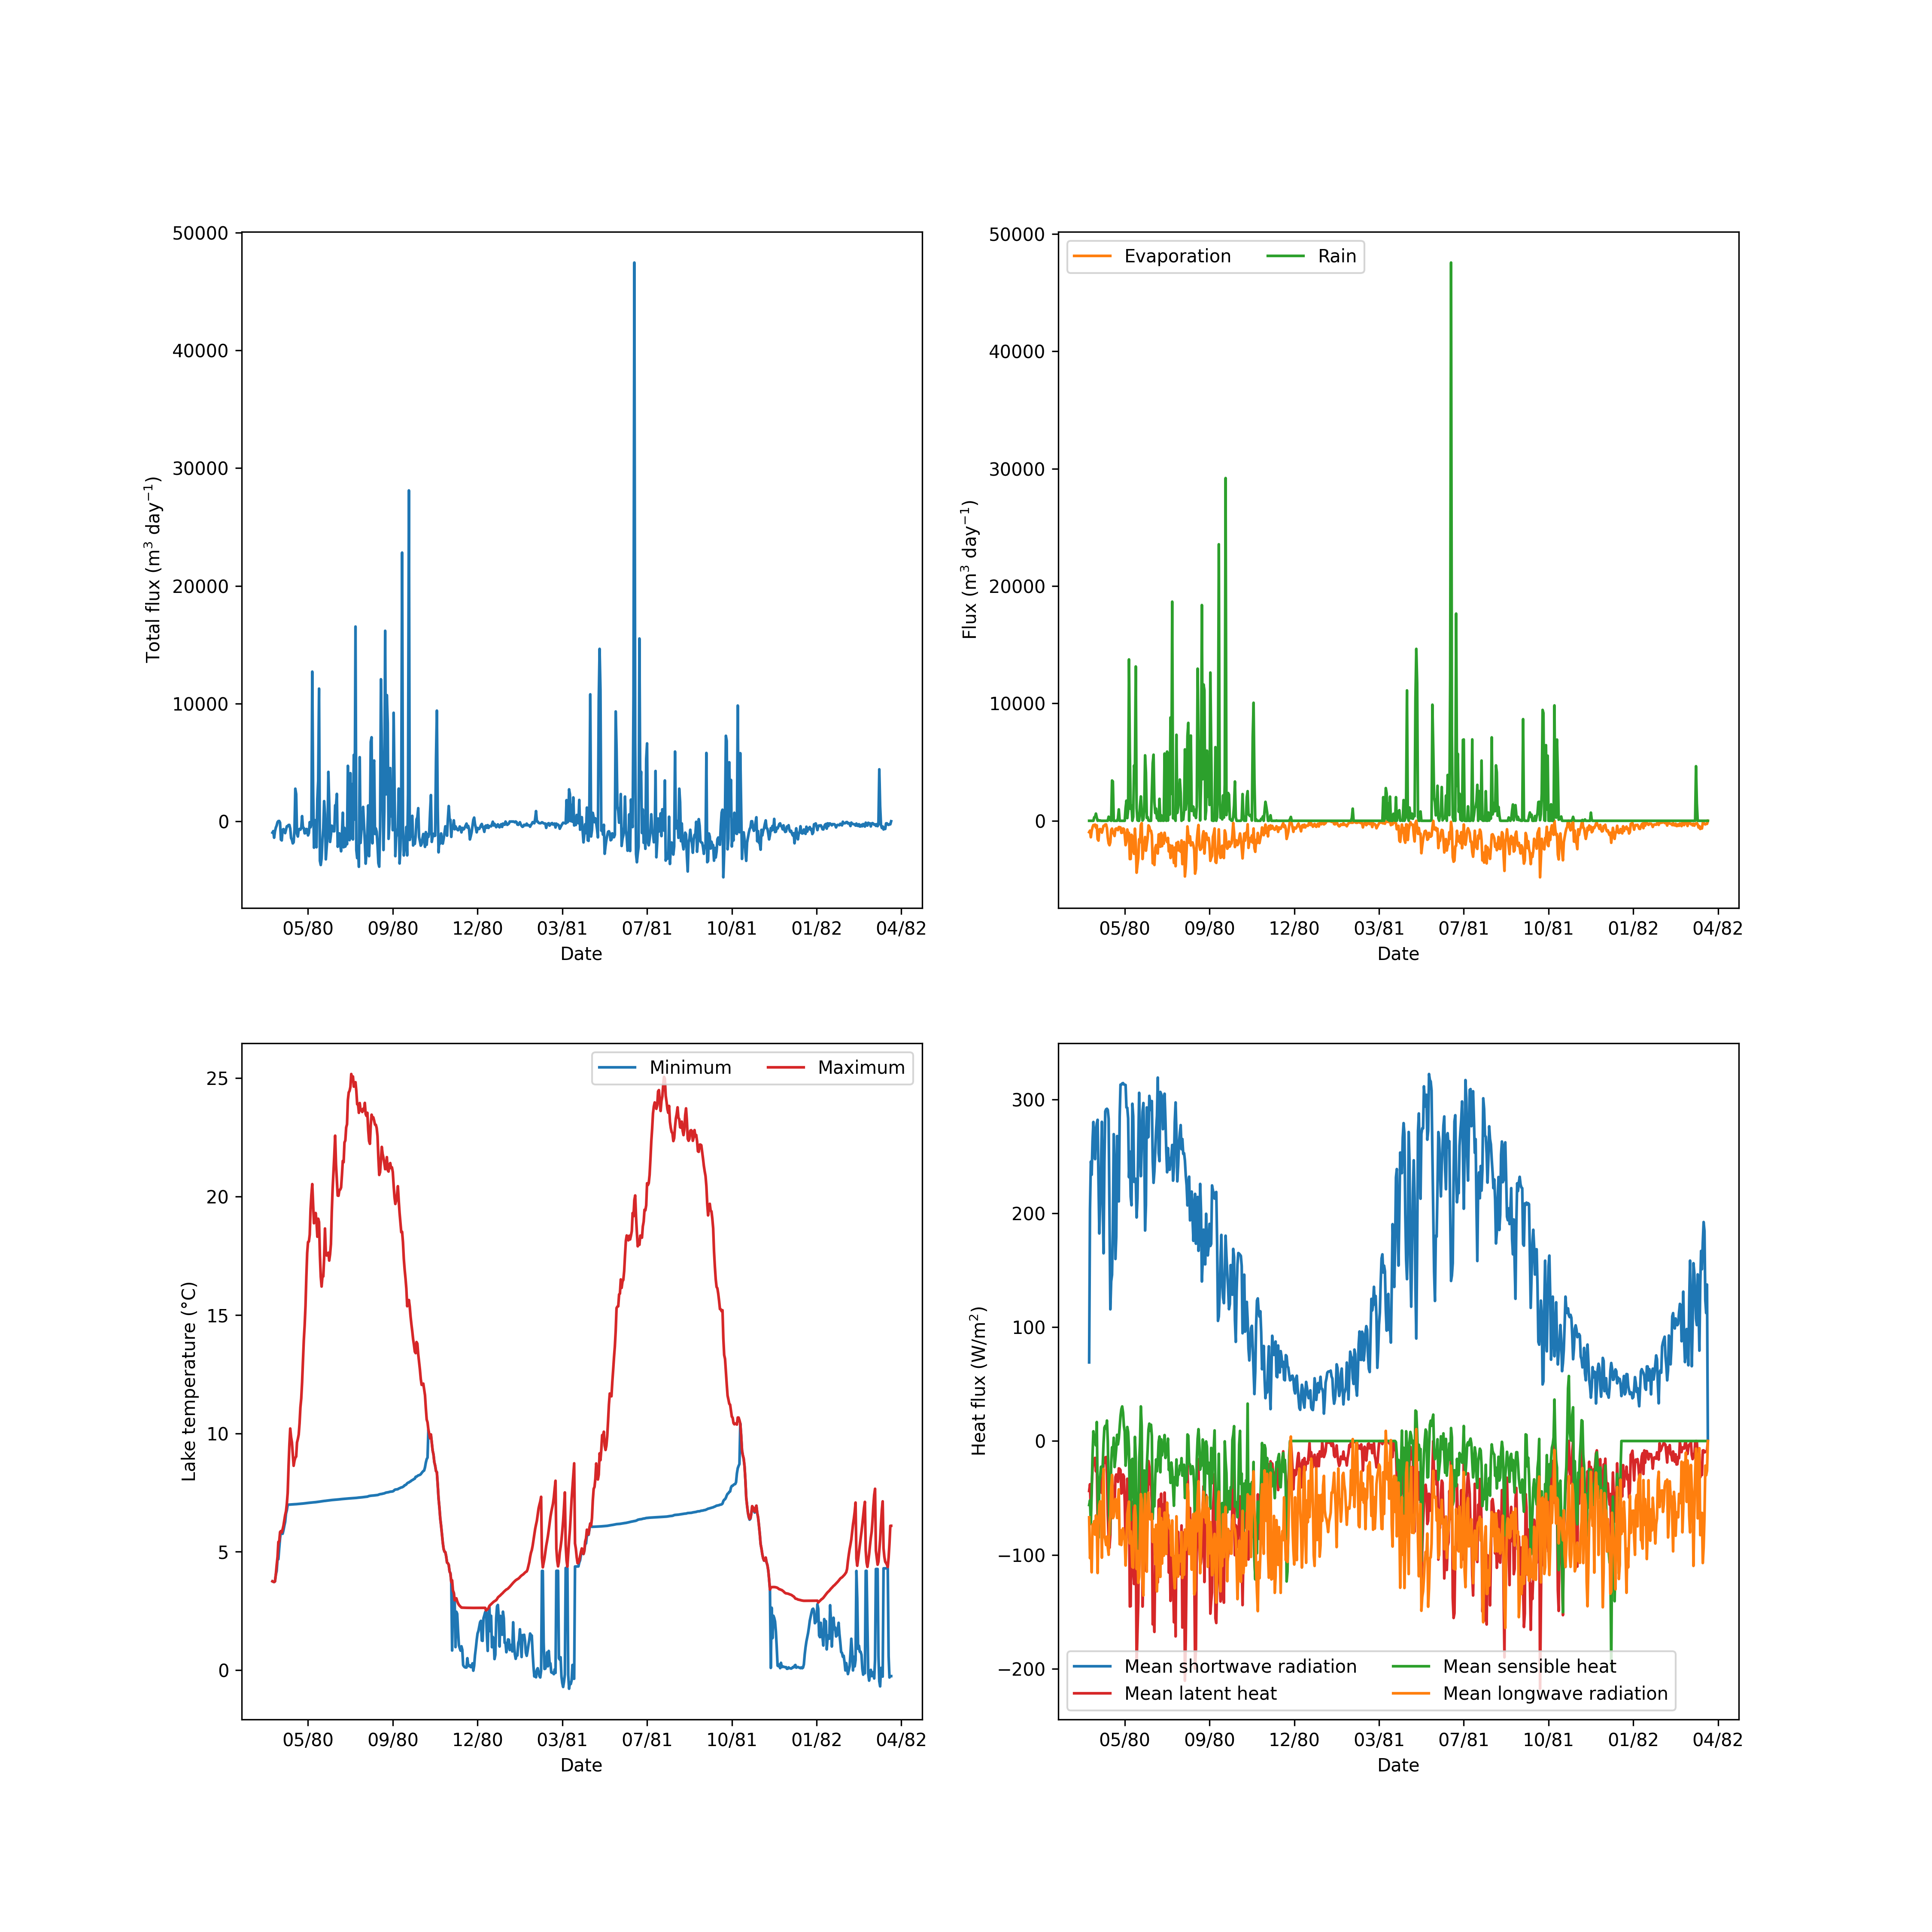 50000
40000
30000
20000
10000
0
Total flux (m³ day⁻¹)
05/80 09/80 12/80 03/81 07/81 10/81 01/82 04/82
Date
Evaporation Rain
50000
40000
30000
20000
10000
0
Flux (m³ day⁻¹)
05/80 09/80 12/80 03/81 07/81 10/81 01/82 04/82
Date
Minimum Maximum
25
20
15
10
5
0
Lake temperature (°C)
05/80 09/80 12/80 03/81 07/81 10/81 01/82 04/82
Date
300
200
100
0
−100
−200
Heat flux (W/m²)
Mean shortwave radiation Mean sensible heat
Mean latent heat Mean longwave radiation
05/80 09/80 12/80 03/81 07/81 10/81 01/82 04/82
Date